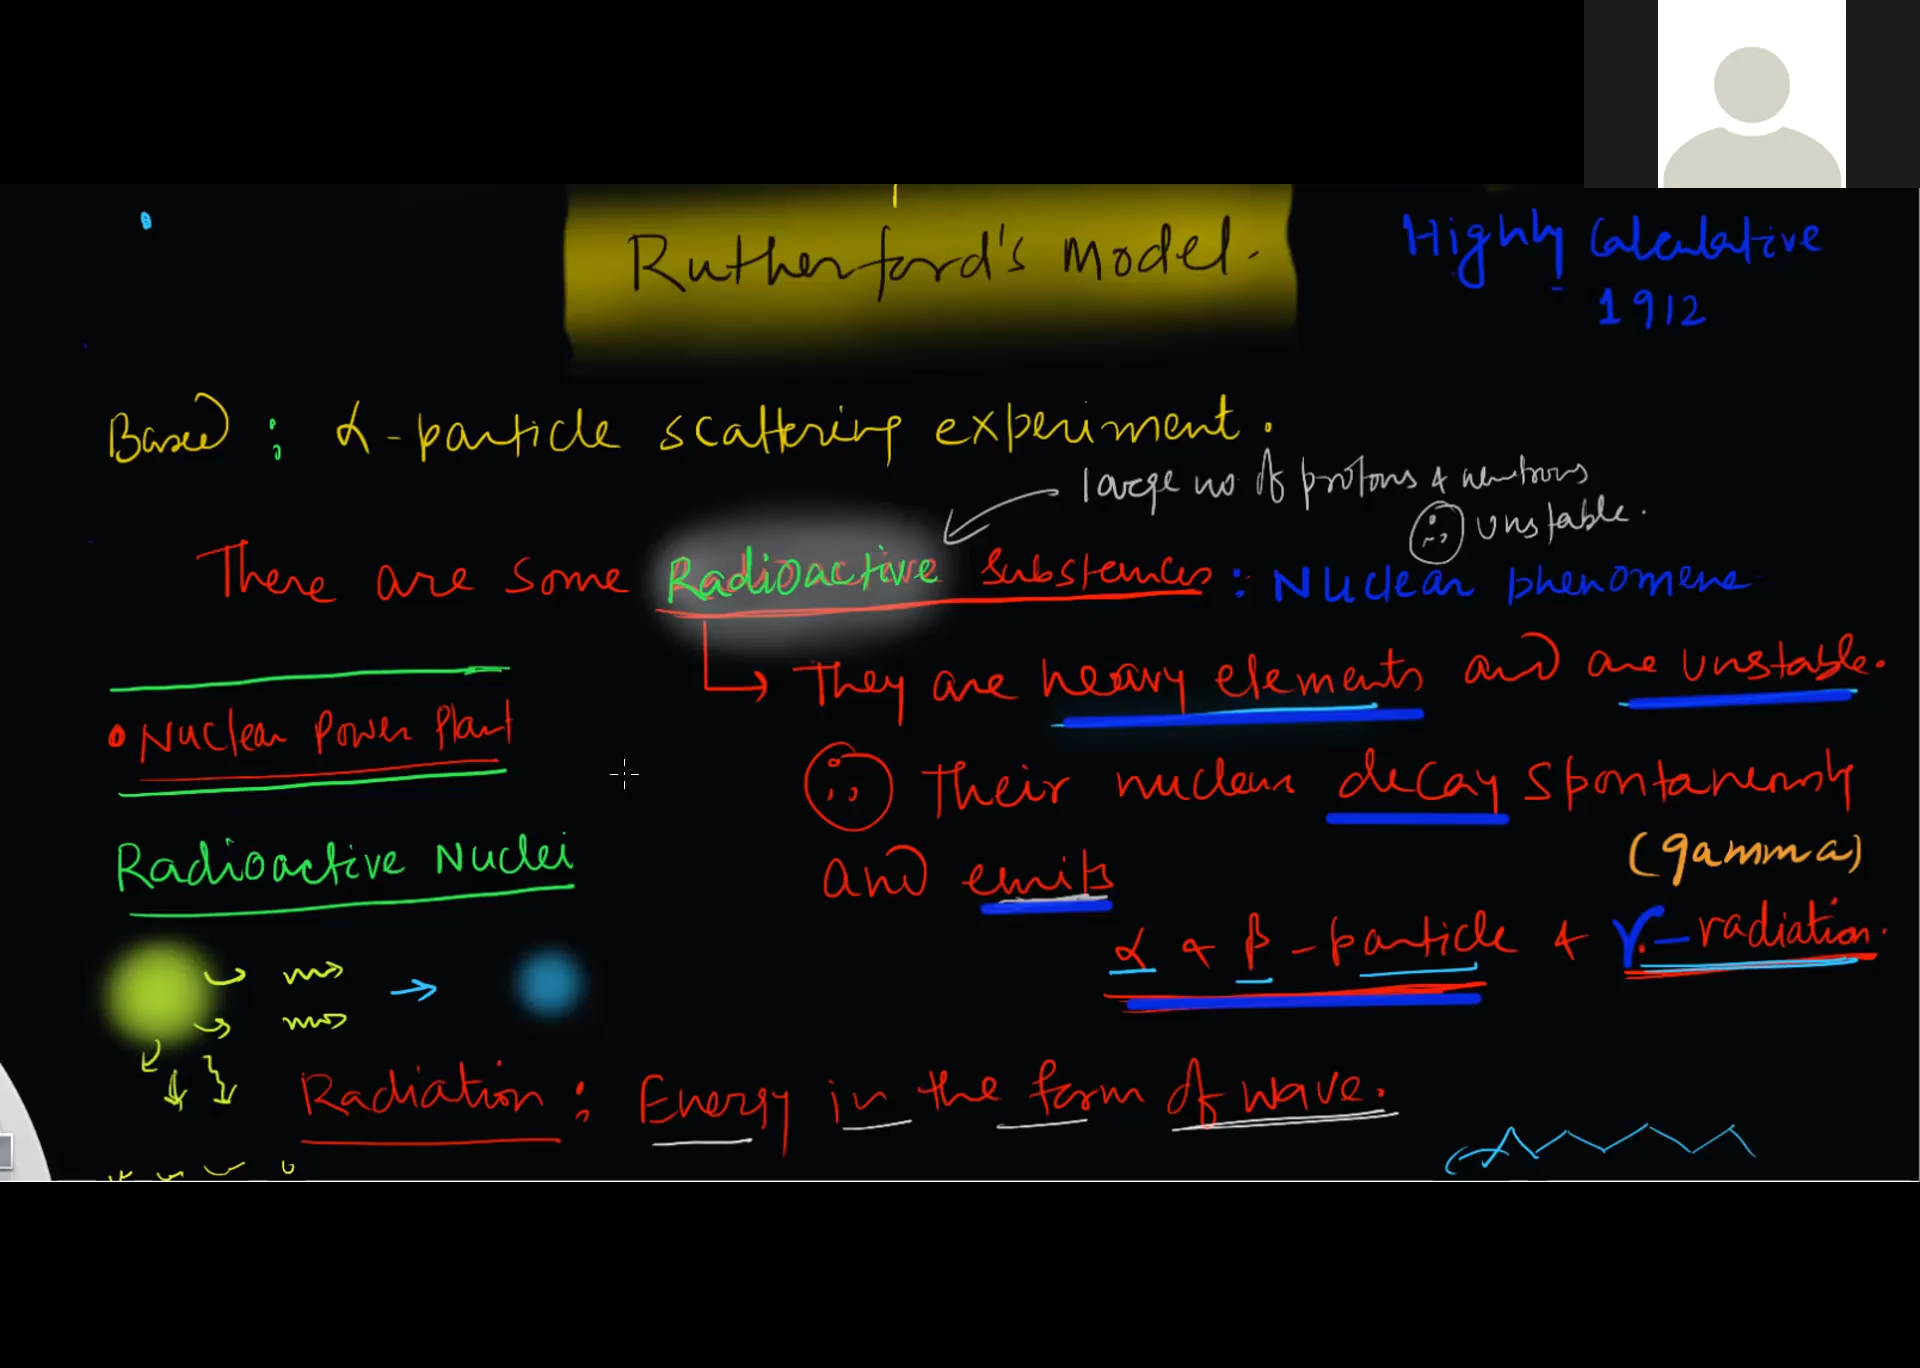 Rutherford's Model.
Highly Calculative
1912
Based : α-particle scattering experiment.
large no of protons & neutrons
unstable.
There are some Radioactive substances : Nuclear phenomena
They are heavy elements and are unstable.
Nuclear Power Plant
∴ Their nucleus decay spontaneously
Radioactive Nuclei
and emits
(gamma)
α & β-particle & γ-radiation.
Radiation : Energy in the form of wave.